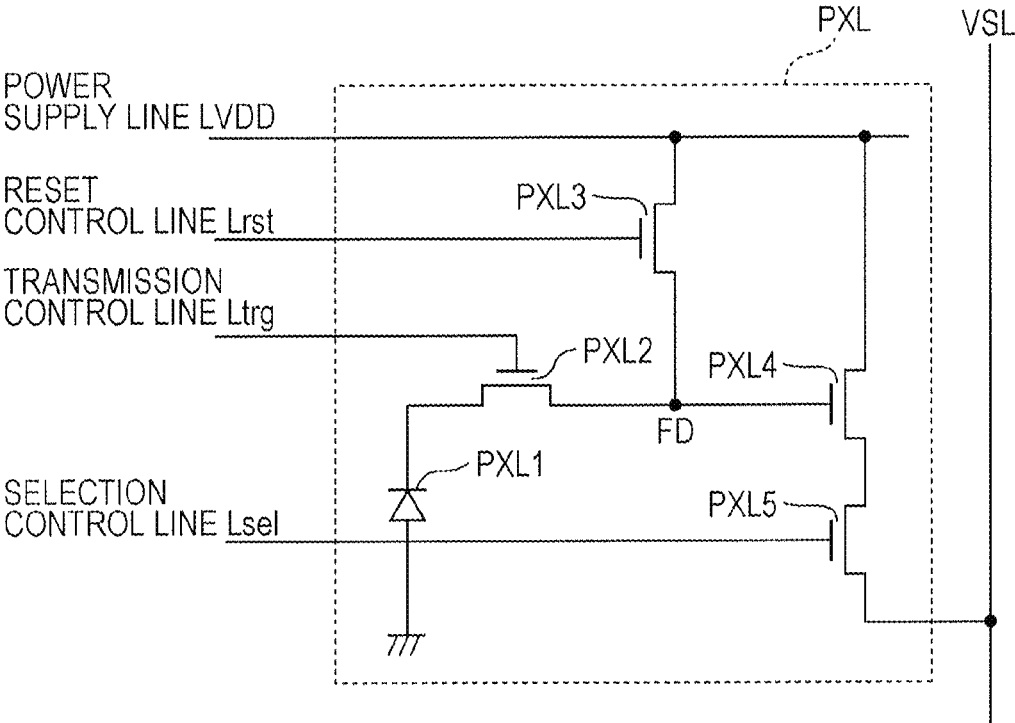 PXL
VSL
POWER
SUPPLY LINE LVDD
RESET
CONTROL LINE Lrst
PXL3
TRANSMISSION
CONTROL LINE Ltrg
PXL2
PXL4
FD
PXL1
SELECTION
CONTROL LINE Lsel
PXL5